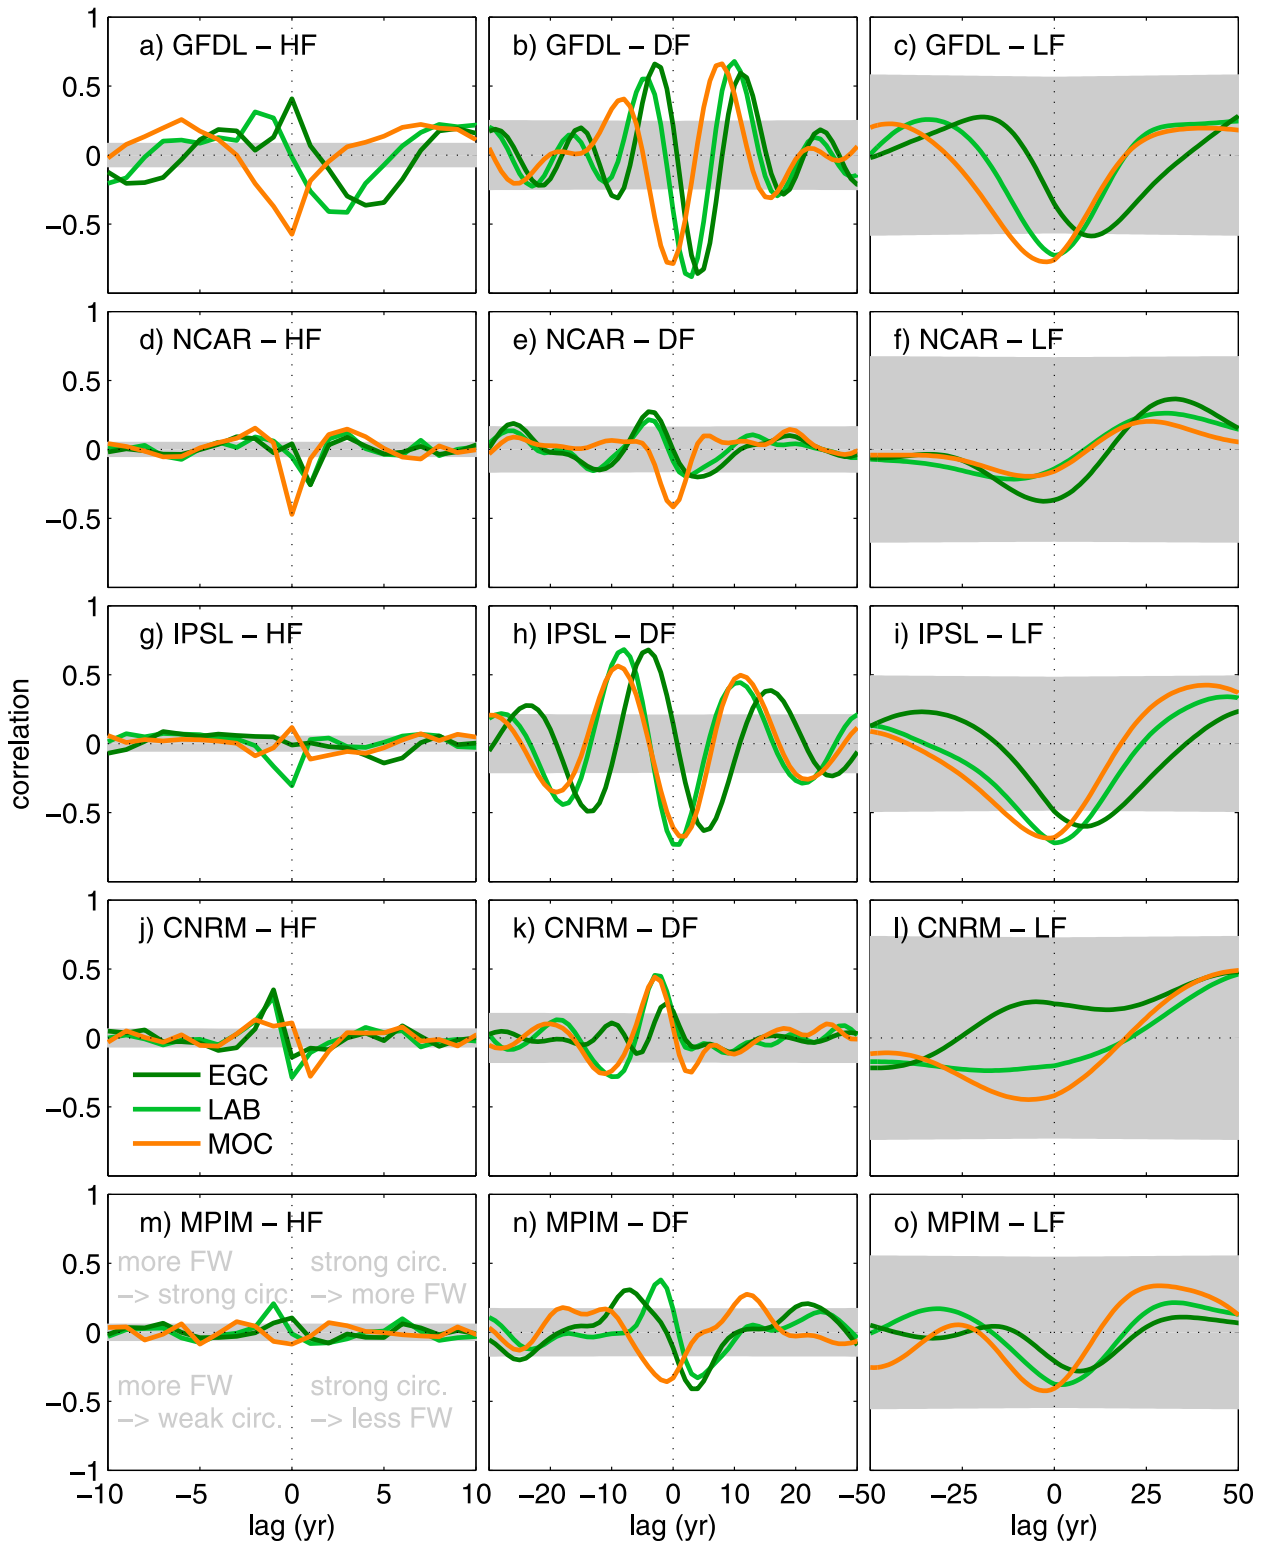 1
0.5
0
−0.5
a) GFDL − HF
b) GFDL − DF
c) GFDL − LF
1
0.5
0
−0.5
d) NCAR − HF
e) NCAR − DF
f) NCAR − LF
1
0.5
0
−0.5
g) IPSL − HF
h) IPSL − DF
i) IPSL − LF
correlation
1
0.5
0
−0.5
j) CNRM − HF
EGC
LAB
MOC
k) CNRM − DF
l) CNRM − LF
1
0.5
0
−0.5
−1
m) MPIM − HF
more FW
−> strong circ.
strong circ.
−> more FW
more FW
−> weak circ.
strong circ.
−> less FW
n) MPIM − DF
o) MPIM − LF
−10 −5 0 5 10
−20 −10 0 10 20
−50 −25 0 25 50
lag (yr)
lag (yr)
lag (yr)